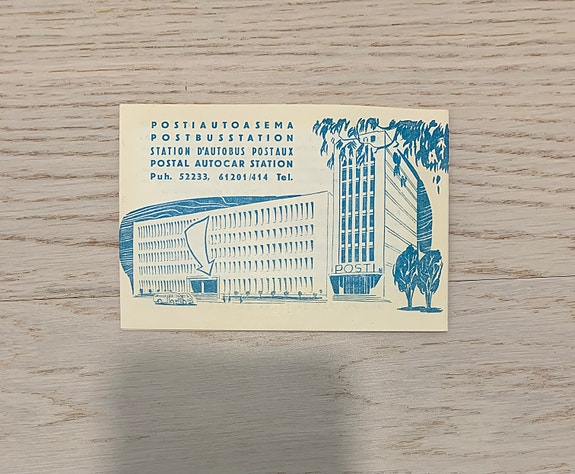 POSTIAUTOASEMA
POSTBUSSTATION
STATION D'AUTOBUS POSTAUX
POSTAL AUTOCAR STATION
Puh. 52233, 61201/414 Tel.
POSTI